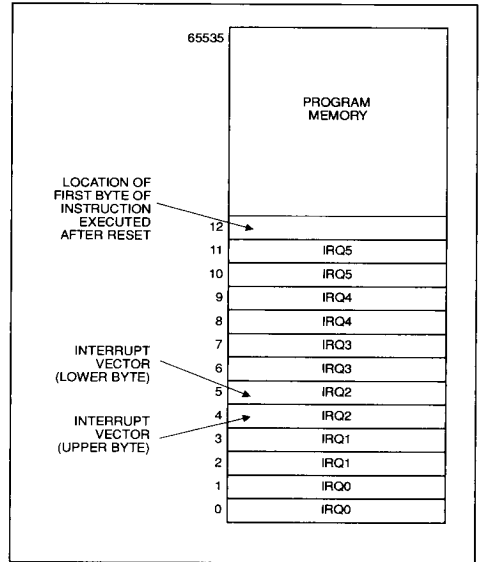 65535
PROGRAM
MEMORY
LOCATION OF
FIRST BYTE OF
INSTRUCTION
EXECUTED
AFTER RESET
12
11 IRQ5
10 IRQ5
9 IRQ4
8 IRQ4
7 IRQ3
6 IRQ3
INTERRUPT
VECTOR
(LOWER BYTE)
5 IRQ2
4 IRQ2
INTERRUPT
VECTOR
(UPPER BYTE)
3 IRQ1
2 IRQ1
1 IRQ0
0 IRQ0